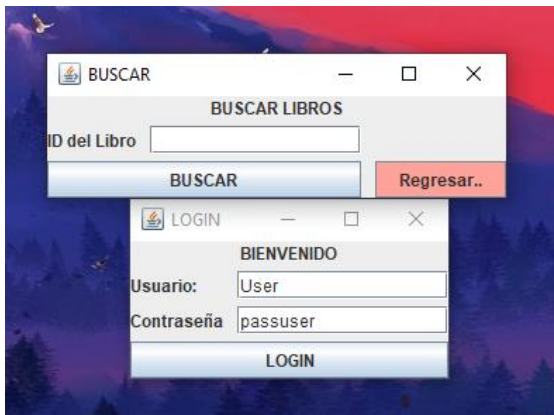 BUSCAR
BUSCAR LIBROS
ID del Libro
BUSCAR Regresar..
LOGIN
BIENVENIDO
Usuario: User
Contraseña passuser
LOGIN